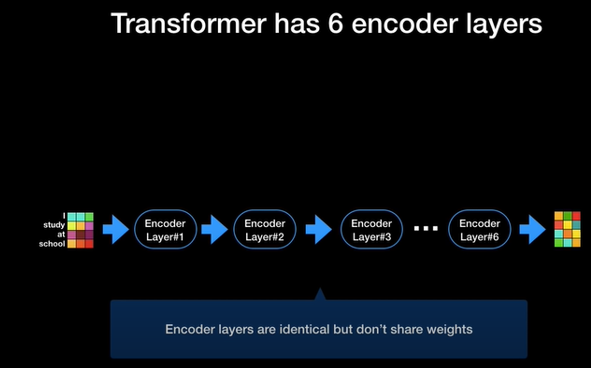 Transformer has 6 encoder layers
I
study
at
school
Encoder
Layer#1
Encoder
Layer#2
Encoder
Layer#3
...
Encoder
Layer#6
Encoder layers are identical but don't share weights